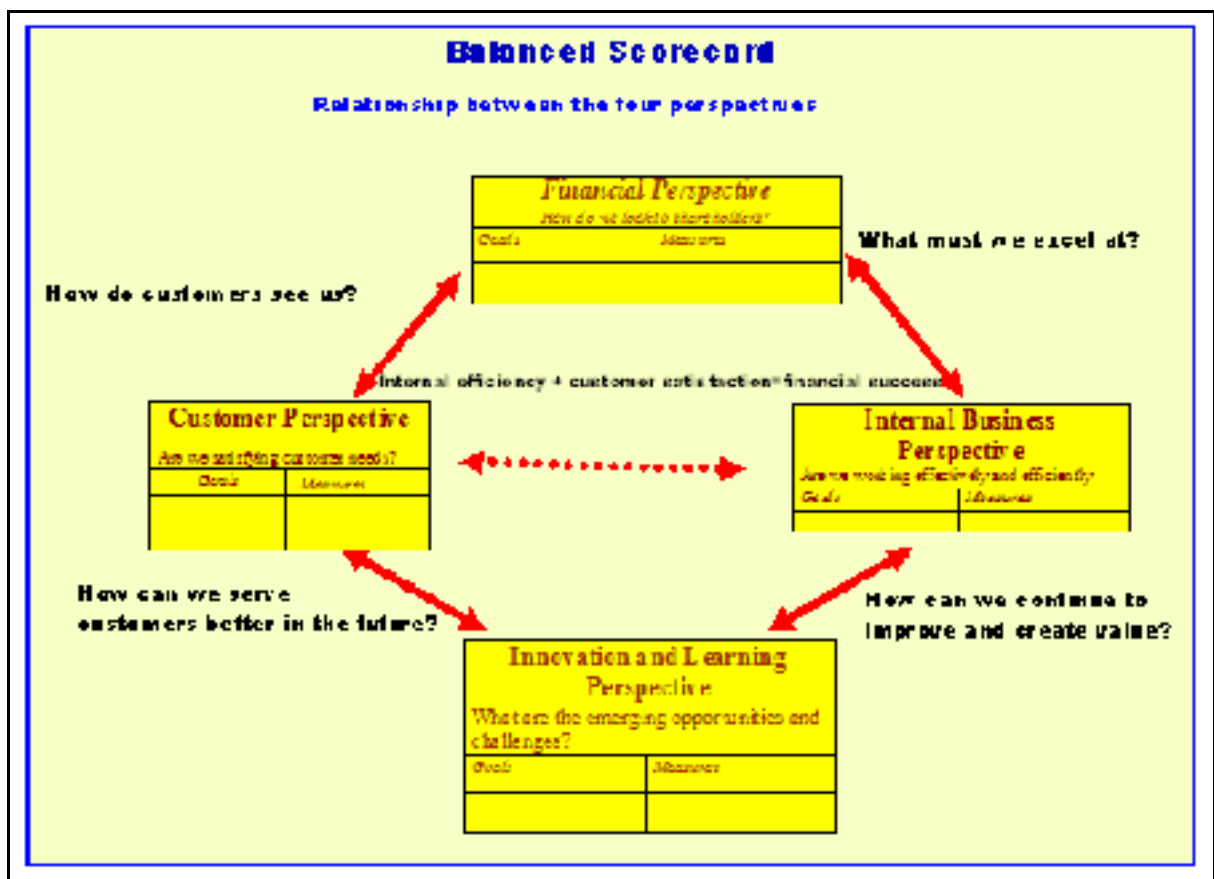 Balanced Scorecard
Relationship between the four perspectives
Financial Perspective
How do we look to shareholders?
Goals Measures
What must we excel at?
How do customers see us?
Internal efficiency + customer satisfaction=financial success
Customer Perspective
Are we satisfying customer needs?
Goals Measures
Internal Business
Perspective
Are we working effectively and efficiently
Goals Measures
How can we serve
customers better in the future?
How can we continue to
improve and create value?
Innovation and Learning
Perspective
What are the emerging opportunities and
challenges?
Goals Measures